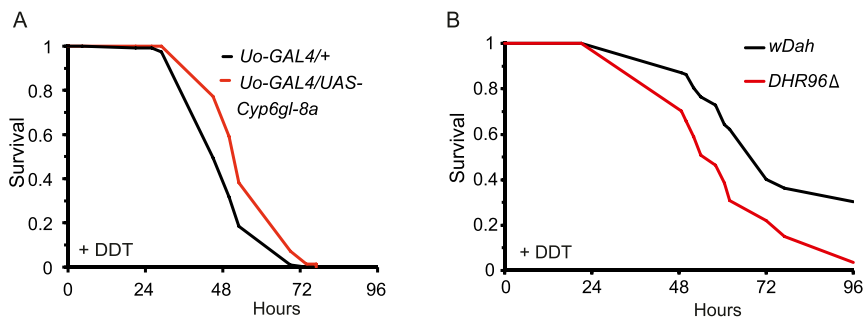 A
Uo-GAL4/+
Uo-GAL4/UAS-
Cyp6gl-8a
Survival
1
0.8
0.6
0.4
0.2
0
+ DDT
0 24 48 72 96
Hours
B
wDah
DHR96Δ
Survival
1
0.8
0.6
0.4
0.2
0
+ DDT
0 24 48 72 96
Hours